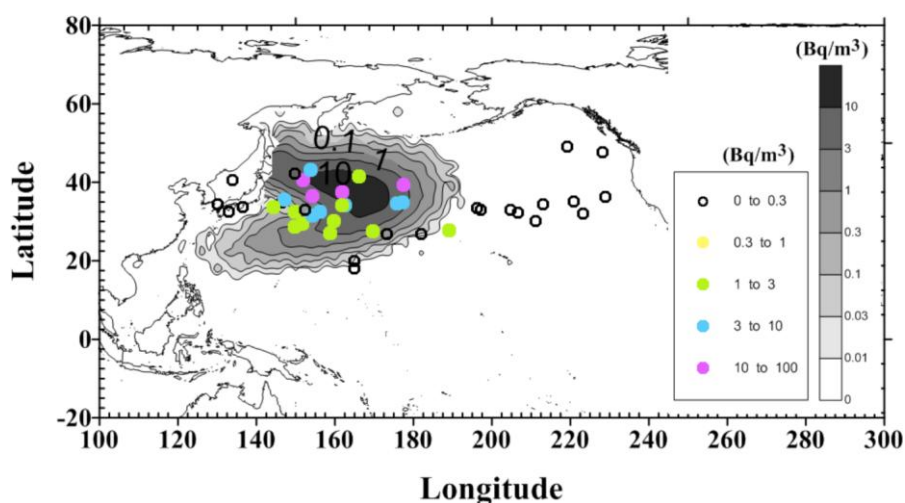 80
60
40
20
0
-20
Latitude
100 120 140 160 180 200 220 240 260 280 300
Longitude
0.1
1
10
(Bq/m³)
0 to 0.3
0.3 to 1
1 to 3
3 to 10
10 to 100
(Bq/m³)
10
3
1
0.3
0.1
0.03
0.01
0